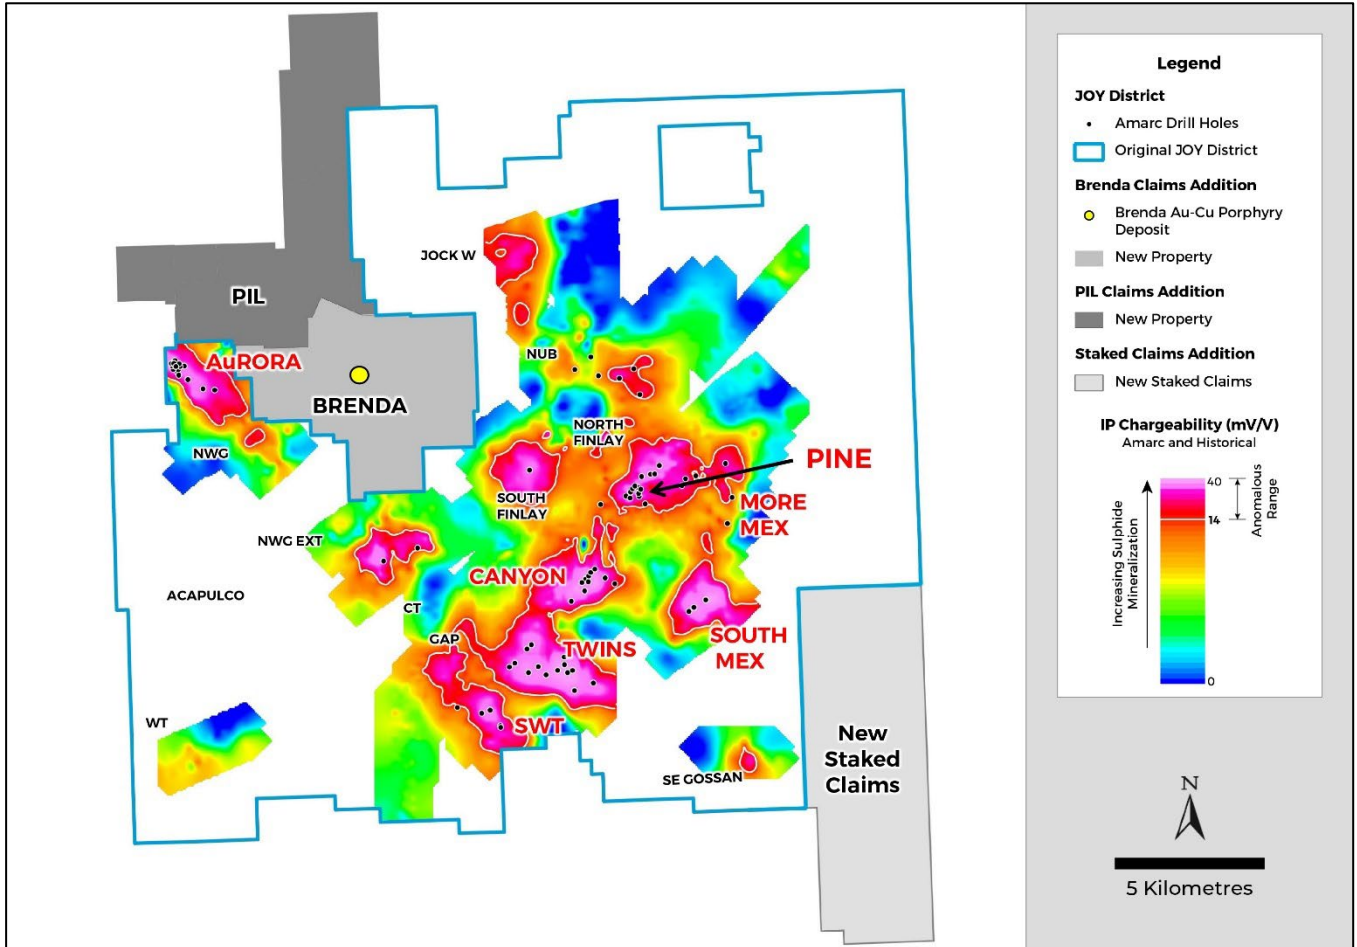 JOCK W
PIL
NUB
AuRORA
BRENDA
NORTH
FINLAY
NWG
PINE
SOUTH
FINLAY
MORE
MEX
NWG EXT
CANYON
ACAPULCO
CT
GAP
TWINS
SOUTH
MEX
WT
SWT
SE GOSSAN
New
Staked
Claims
Legend
JOY District
Amarc Drill Holes
Original JOY District
Brenda Claims Addition
Brenda Au-Cu Porphyry
Deposit
New Property
PIL Claims Addition
New Property
Staked Claims Addition
New Staked Claims
IP Chargeability (mV/V)
Amarc and Historical
Increasing Sulphide
Mineralization
40
14
0
Anomalous
Range
N
5 Kilometres